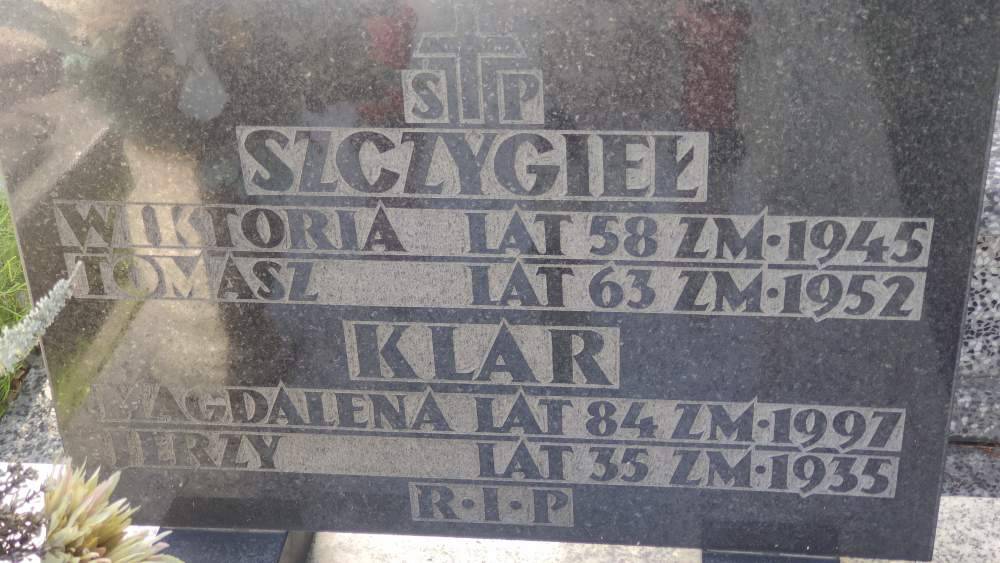 Ś P
SZCZYGIEŁ
WIKTORIA LAT 58 ZM·1945
TOMASZ LAT 63 ZM·1952
KLAR
MAGDALENA LAT 84 ZM·1997
JERZY LAT 35 ZM·1935
R·I·P